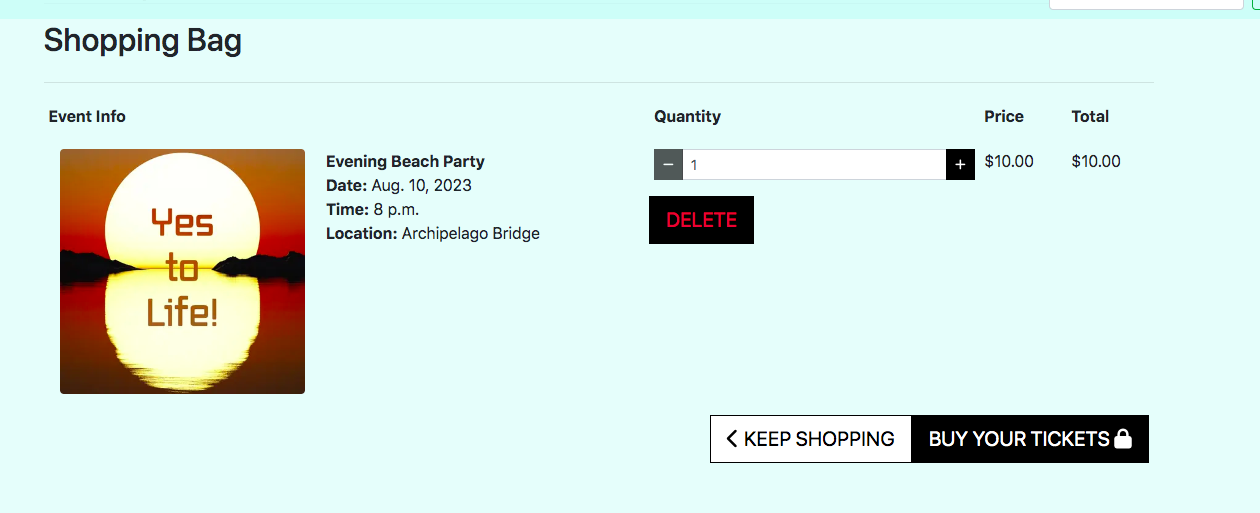 Shopping Bag
Event Info
Quantity
Price
Total
Yes
to
Life!
Evening Beach Party
Date: Aug. 10, 2023
Time: 8 p.m.
Location: Archipelago Bridge
− 1 +
$10.00
$10.00
DELETE
KEEP SHOPPING
BUY YOUR TICKETS